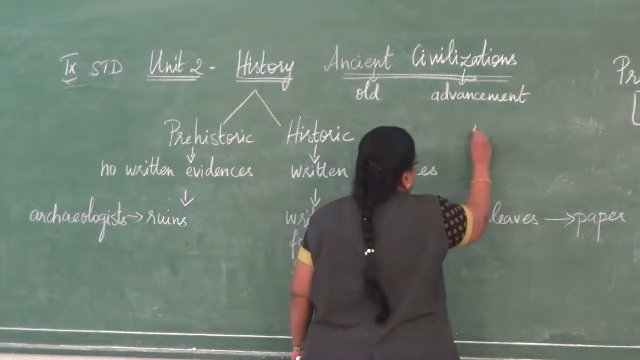 IX STD Unit 2 - History Ancient Civilizations
old advancement
Prehistoric Historic
no written evidences written
archaeologists → ruins leaves → paper